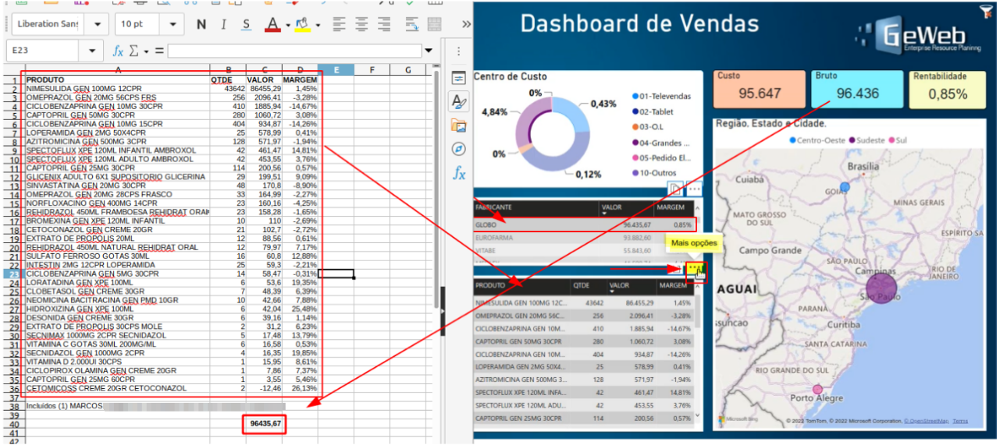 Liberation Sans
10 pt
N I S A
E23
fx Σ =
A B C D E F G
1 PRODUTO QTDE VALOR MARGEM
2 NIMESULIDA GEN 100MG 12CPR 43642 86455,29 1,45%
3 OMEPRAZOL GEN 20MG 56CPS FRS 256 2096,41 -3,28%
4 CICLOBENZAPRINA GEN 10MG 30CPR 410 1885,94 -14,67%
5 CAPTOPRIL GEN 50MG 30CPR 280 1060,72 3,08%
6 CICLOBENZAPRINA GEN 10MG 15CPR 404 934,87 -14,26%
7 LOPERAMIDA GEN 2MG 50X4CPR 25 578,99 0,41%
8 AZITROMICINA GEN 500MG 3CPR 128 571,97 -1,94%
9 SPECTOFLUX XPE 120ML INFANTIL AMBROXOL 42 461,47 14,81%
10 SPECTOFLUX XPE 120ML ADULTO AMBROXOL 42 453,55 3,76%
11 CAPTOPRIL GEN 25MG 30CPR 114 200,56 0,57%
12 GLICENIX ADULTO 6X1 SUPOSITORIO GLICERINA 29 199,51 9,09%
13 SINVASTATINA GEN 20MG 30CPR 48 170,8 -8,90%
14 OMEPRAZOL GEN 20MG 28CPS FRASCO 33 164,99 -2,27%
15 NORFLOXACINO GEN 400MG 14CPR 23 160,16 -4,25%
16 REHIDRAZOL 450ML FRAMBOESA REHIDRAT ORAL 23 158,28 -1,65%
17 BROMEXINA GEN XPE 120ML INFANTIL 10 110 -2,69%
18 CETOCONAZOL GEN CREME 20GR 21 102,7 -2,72%
19 EXTRATO DE PROPOLIS 20ML 12 88,56 0,61%
20 REHIDRAZOL 450ML NATURAL REHIDRAT ORAL 12 79,97 7,17%
21 SULFATO FERROSO GOTAS 30ML 16 60,8 12,88%
22 INTESTIN 2MG 12CPR LOPERAMIDA 25 59,3 -2,21%
23 CICLOBENZAPRINA GEN 5MG 30CPR 14 58,47 -0,31%
24 LORATADINA GEN XPE 100ML 6 53,6 19,35%
25 CLOBETASOL GEN CREME 30GR 7 48,39 6,39%
26 NEOMICINA BACITRACINA GEN PMD 10GR 10 42,66 7,88%
27 HIDROXIZINA GEN XPE 100ML 6 42,04 25,48%
28 DESONIDA GEN CREME 30GR 6 39,16 1,14%
29 EXTRATO DE PROPOLIS 30CPS MOLE 2 31,2 6,23%
30 SECNIMAX 1000MG 2CPR SECNIDAZOL 5 17,48 13,79%
31 VITAMINA C GOTAS 30ML 200MG/ML 6 16,58 0,53%
32 SECNIDAZOL GEN 1000MG 2CPR 4 16,35 19,85%
33 VITAMINA D 2.000UI 30CPS 1 15,95 8,61%
34 CICLOPIROX OLAMINA GEN CREME 20GR 1 7,86 7,37%
35 CAPTOPRIL GEN 25MG 60CPR 1 3,55 5,46%
36 CETOMICOSS CREME 20GR CETOCONAZOL 2 -12,46 26,13%
37
38 Incluídos (1) MARCOS
39
40 96435,67
41
42
Dashboard de Vendas
GeWeb
Enterprise Resource Planinng
Centro de Custo
0%
0,43%
4,84%
0%
0,12%
01-Televendas
02-Tablet
03-O.L
04-Grandes ...
05-Pedido El...
10-Outros
Custo
95.647
Bruto
96.436
Rentabilidade
0,85%
FABRICANTE VALOR MARGEM
GLOBO 96.435,67 0,85%
EUROFARMA 93.882,60
VITABE 55.843,60
Mais opções
PRODUTO QTDE VALOR MARGEM
NIMESULIDA GEN 100MG 12C... 43642 86.455,29 1,45%
OMEPRAZOL GEN 20MG 56C... 256 2.096,41 -3,28%
CICLOBENZAPRINA GEN 10M... 410 1.885,94 -14,67%
CAPTOPRIL GEN 50MG 30CPR 280 1.060,72 3,08%
CICLOBENZAPRINA GEN 10M... 404 934,87 -14,26%
LOPERAMIDA GEN 2MG 50X4... 25 578,99 0,41%
AZITROMICINA GEN 500MG 3... 128 571,97 -1,94%
SPECTOFLUX XPE 120ML INFA... 42 461,47 14,81%
SPECTOFLUX XPE 120ML ADU... 42 453,55 3,76%
CAPTOPRIL GEN 25MG 30CPR 114 200,56 0,57%
Região, Estado e Cidade.
Centro-Oeste Sudeste Sul
Brasília
Cuiabá
GOIÁS
MATO GROSSO DO SUL
MINAS GERAIS
ESPÍRITO SA
Campo Grande
SÃO PAULO
Campinas
RIO DE JANEIRO
AGUAI
São Paulo
PARANÁ
ssuncao
Curitiba
SANTA CATARINA
RIO GRANDE DO SUL
Porto Alegre
Microsoft Bing
© 2022 TomTom, © 2022 Microsoft Corporation, © OpenStreetMap Terms